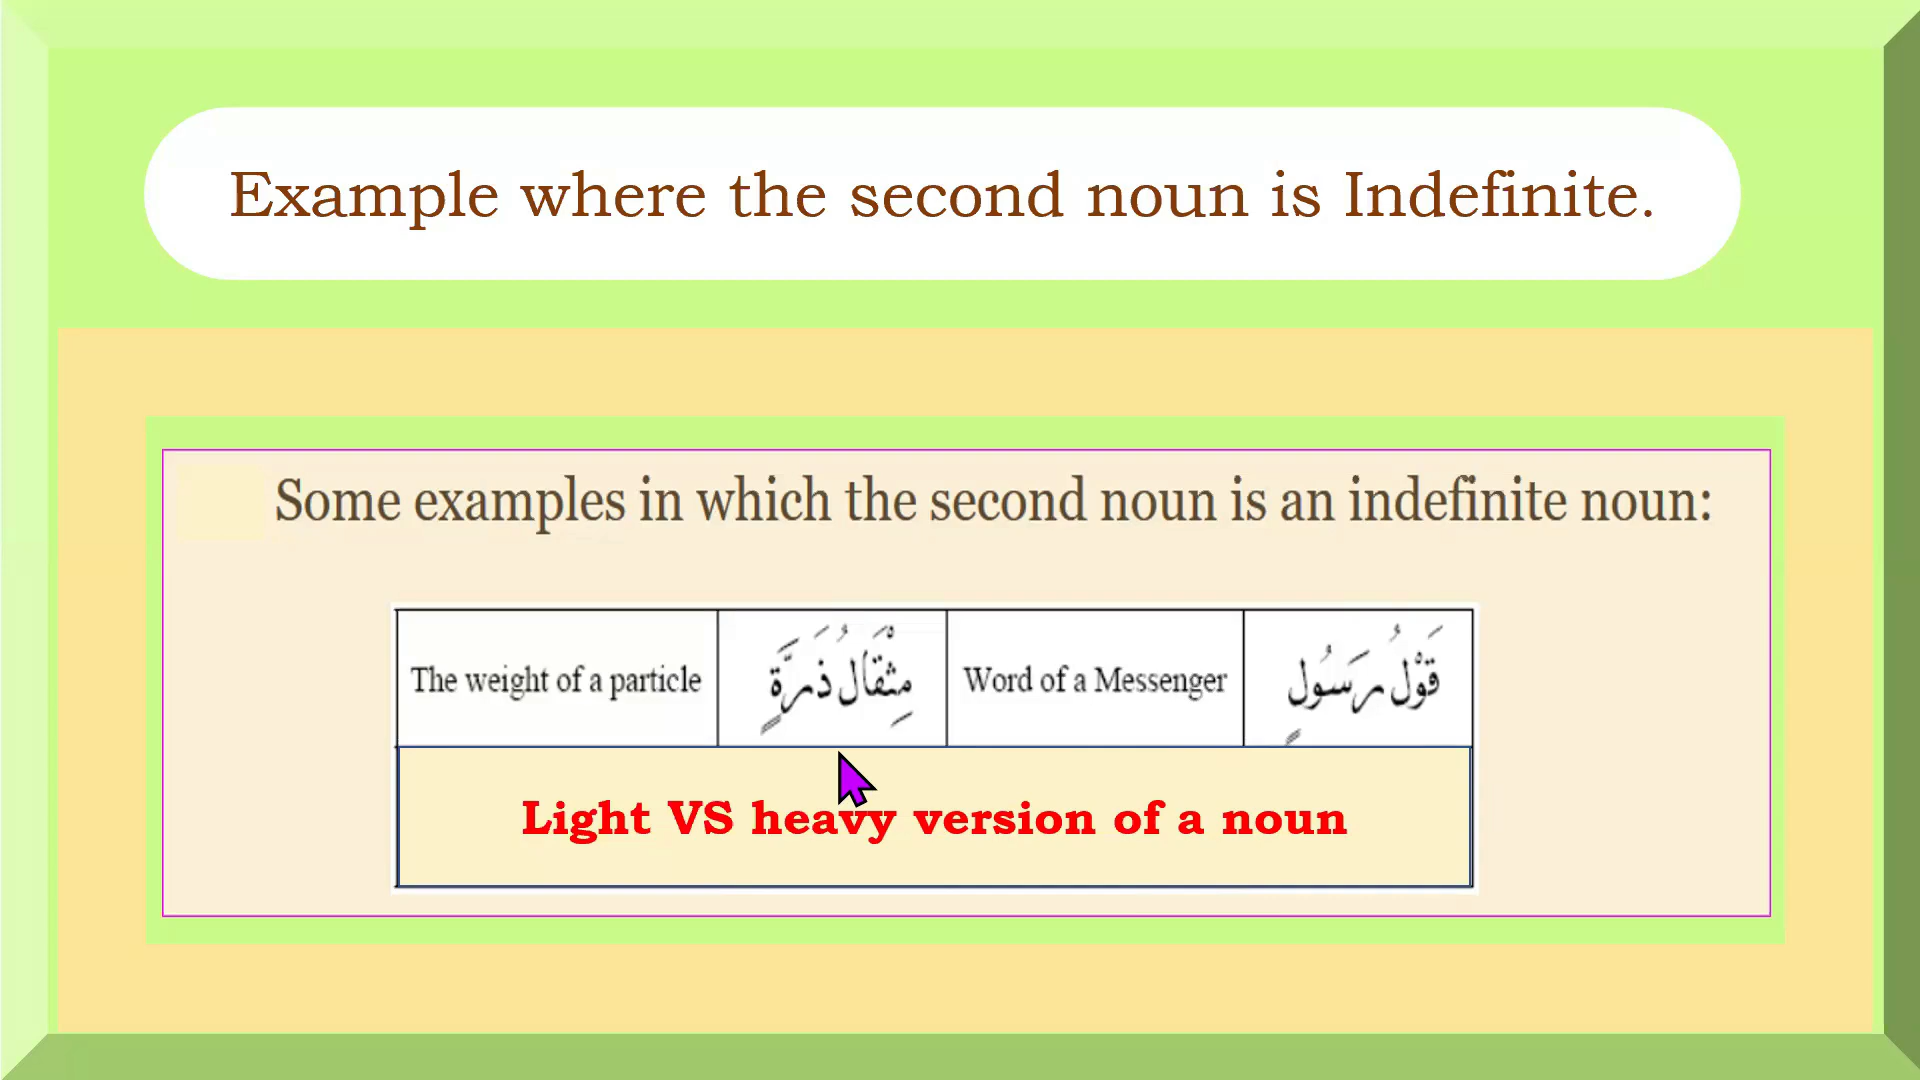 Example where the second noun is Indefinite.
Some examples in which the second noun is an indefinite noun:
The weight of a particle
مِثْقَالُ ذَرَّةٍ
Word of a Messenger
قَوْلُ رَسُولٍ
Light VS heavy version of a noun